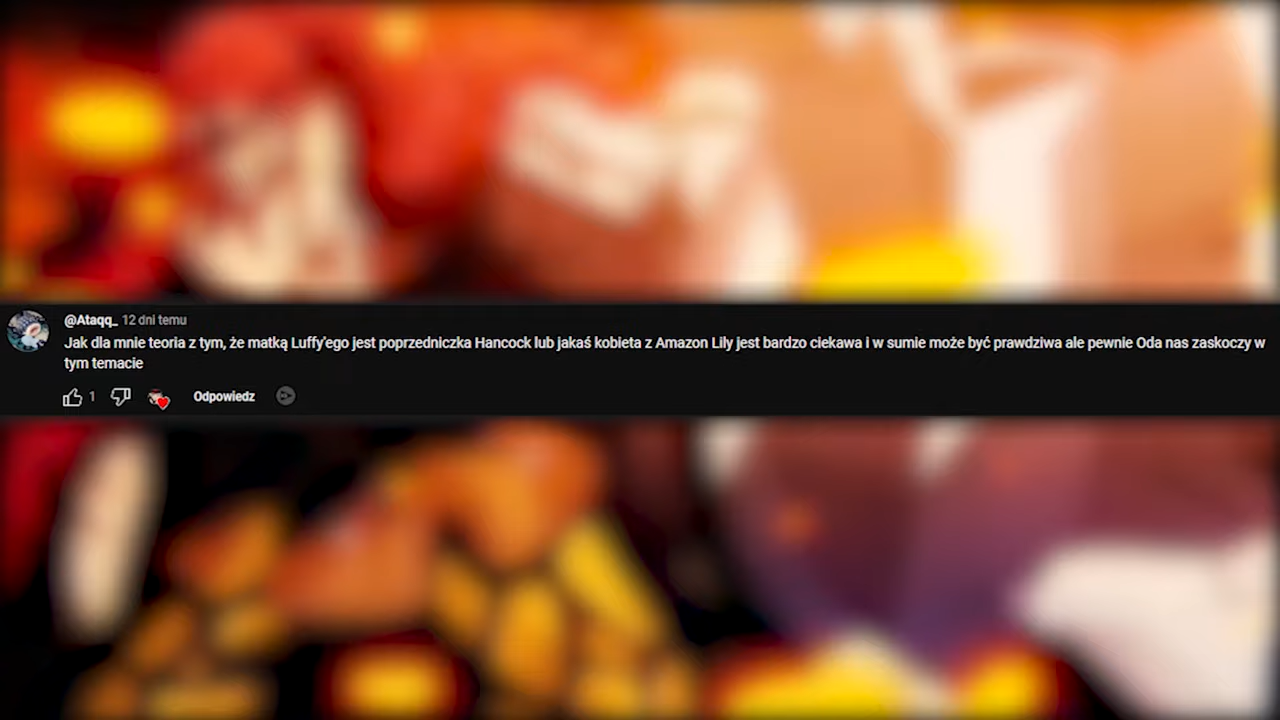 @Ataqq_ 12 dni temu
Jak dla mnie teoria z tym, że matką Luffy'ego jest poprzedniczka Hancock lub jakaś kobieta z Amazon Lily jest bardzo ciekawa i w sumie może być prawdziwa ale pewnie Oda nas zaskoczy w
tym temacie
1 Odpowiedz